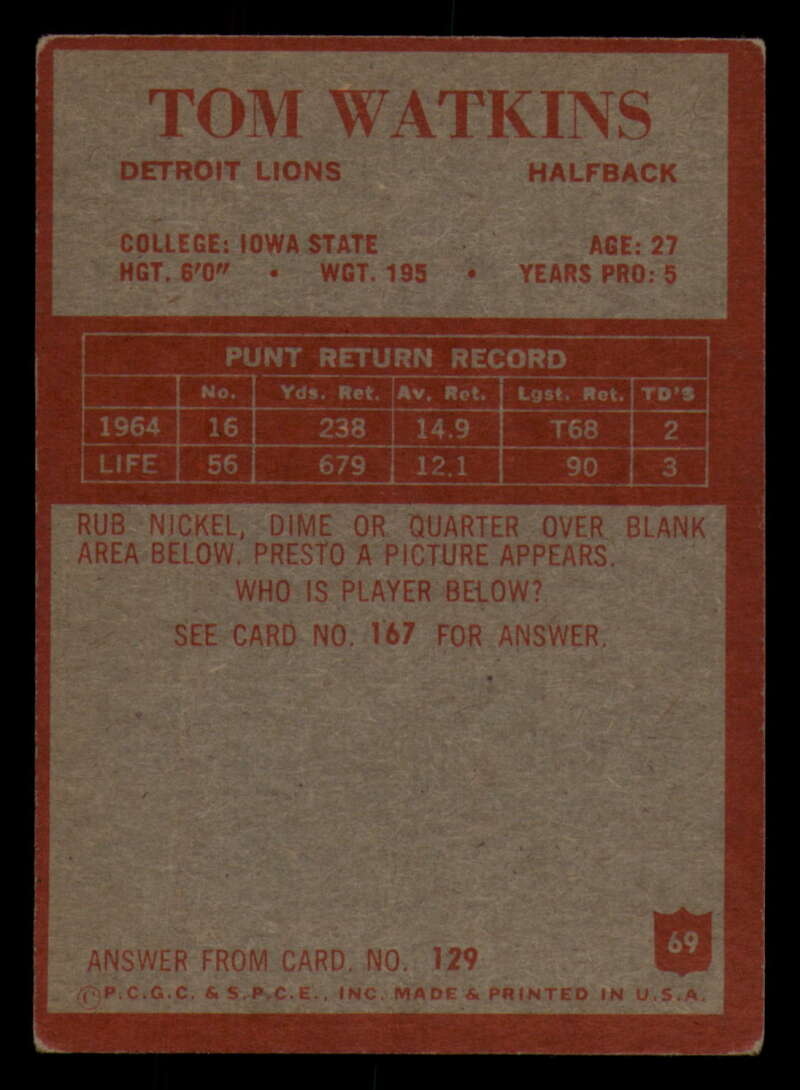 TOM WATKINS
DETROIT LIONS HALFBACK
COLLEGE: IOWA STATE AGE: 27
HGT. 6'0" • WGT. 195 • YEARS PRO: 5
PUNT RETURN RECORD
No. Yds. Ret. Av. Ret. Lgst. Ret. TD'S
1964 16 238 14.9 T68 2
LIFE 56 679 12.1 90 3
RUB NICKEL, DIME OR QUARTER OVER BLANK
AREA BELOW. PRESTO A PICTURE APPEARS.
WHO IS PLAYER BELOW?
SEE CARD NO. 167 FOR ANSWER.
69
ANSWER FROM CARD. NO. 129
©P.C.G.C. & S.P.C.E., INC. MADE & PRINTED IN U.S.A.